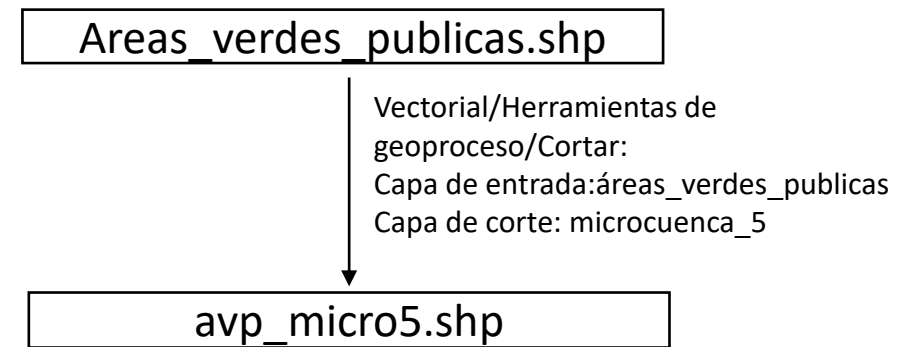 Areas_verdes_publicas.shp
Vectorial/Herramientas de
geoproceso/Cortar:
Capa de entrada:áreas_verdes_publicas
Capa de corte: microcuenca_5
avp_micro5.shp